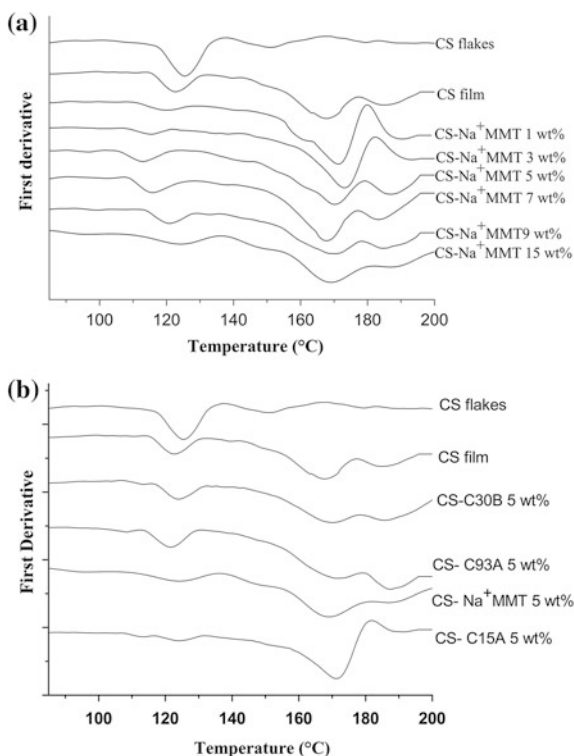 (a)
First derivative
CS flakes
CS film
CS-Na+MMT 1 wt%
CS-Na+MMT 3 wt%
CS-Na+MMT 5 wt%
CS-Na+MMT 7 wt%
CS-Na+MMT9 wt%
CS-Na+MMT 15 wt%
100 120 140 160 180 200
Temperature (°C)
(b)
First Derivative
CS flakes
CS film
CS-C30B 5 wt%
CS- C93A 5 wt%
CS- Na+MMT 5 wt%
CS- C15A 5 wt%
100 120 140 160 180 200
Temperature (°C)